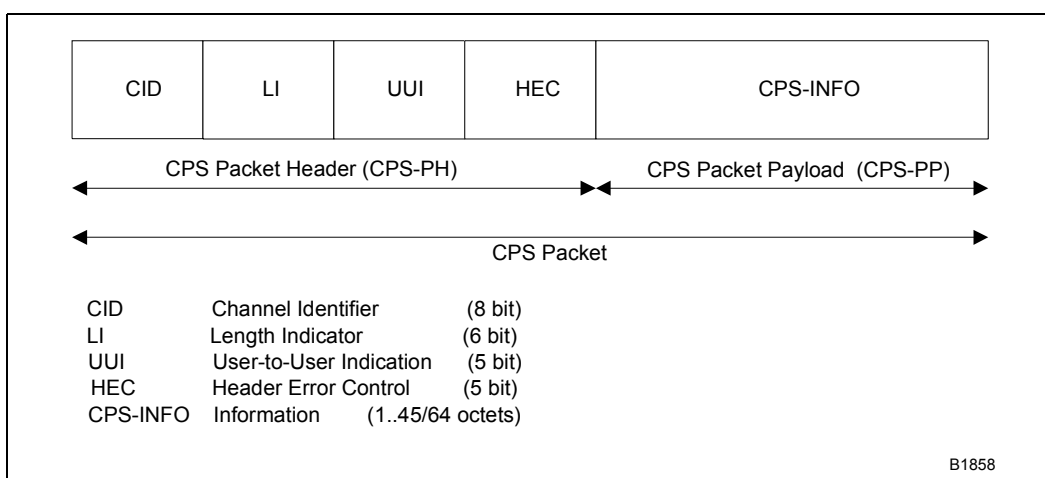 CID LI UUI HEC CPS-INFO
CPS Packet Header (CPS-PH) CPS Packet Payload (CPS-PP)
CPS Packet
CID Channel Identifier (8 bit)
LI Length Indicator (6 bit)
UUI User-to-User Indication (5 bit)
HEC Header Error Control (5 bit)
CPS-INFO Information (1..45/64 octets)
B1858